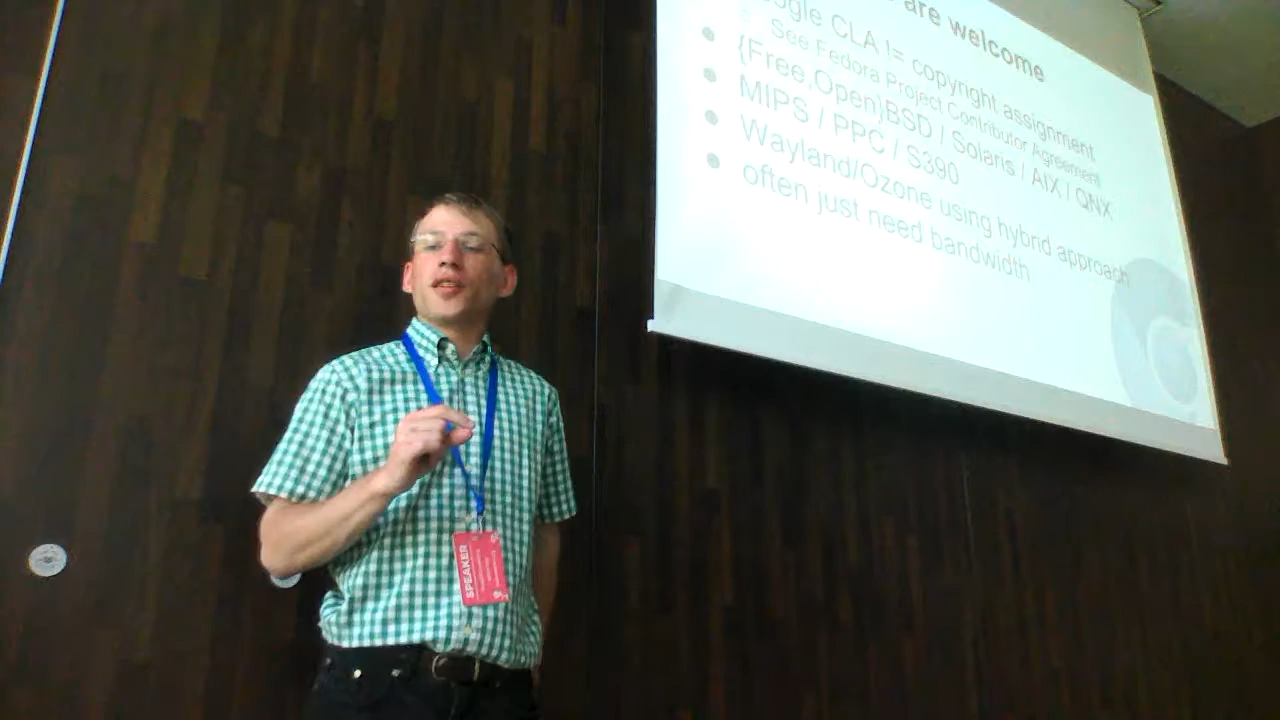 are welcome
ogle CLA != copyright assignment
See Fedora Project Contributor Agreement
{Free,Open}BSD / Solaris / AIX / QNX
MIPS / PPC / S390
Wayland/Ozone using hybrid approach
often just need bandwidth
SPEAKER